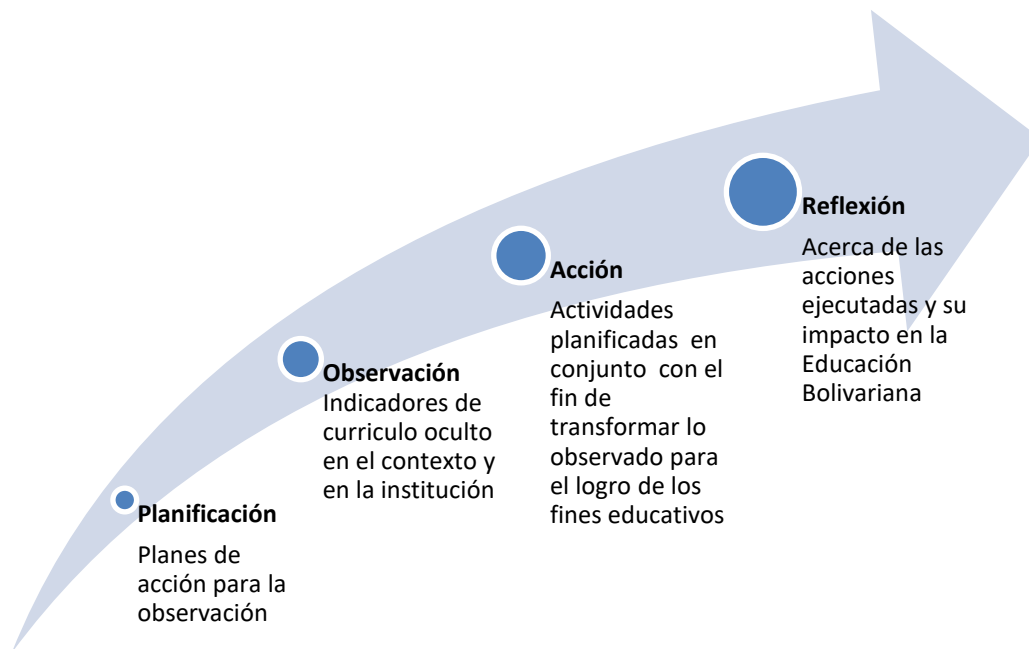 Planificación
Planes de
acción para la
observación
Observación
Indicadores de
curriculo oculto
en el contexto y
en la institución
Acción
Actividades
planificadas en
conjunto con el
fin de
transformar lo
observado para
el logro de los
fines educativos
Reflexión
Acerca de las
acciones
ejecutadas y su
impacto en la
Educación
Bolivariana